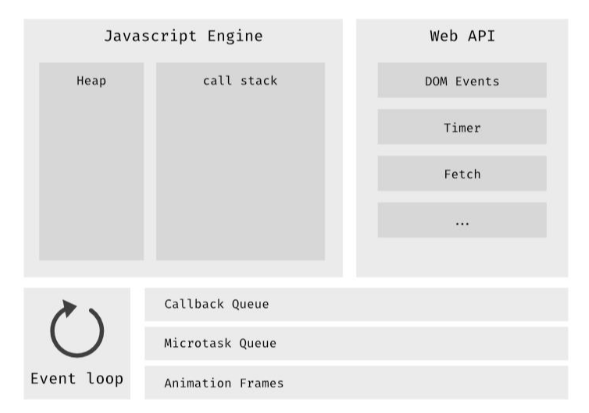 Javascript Engine
Heap
call stack
Web API
DOM Events
Timer
Fetch
...
Event loop
Callback Queue
Microtask Queue
Animation Frames